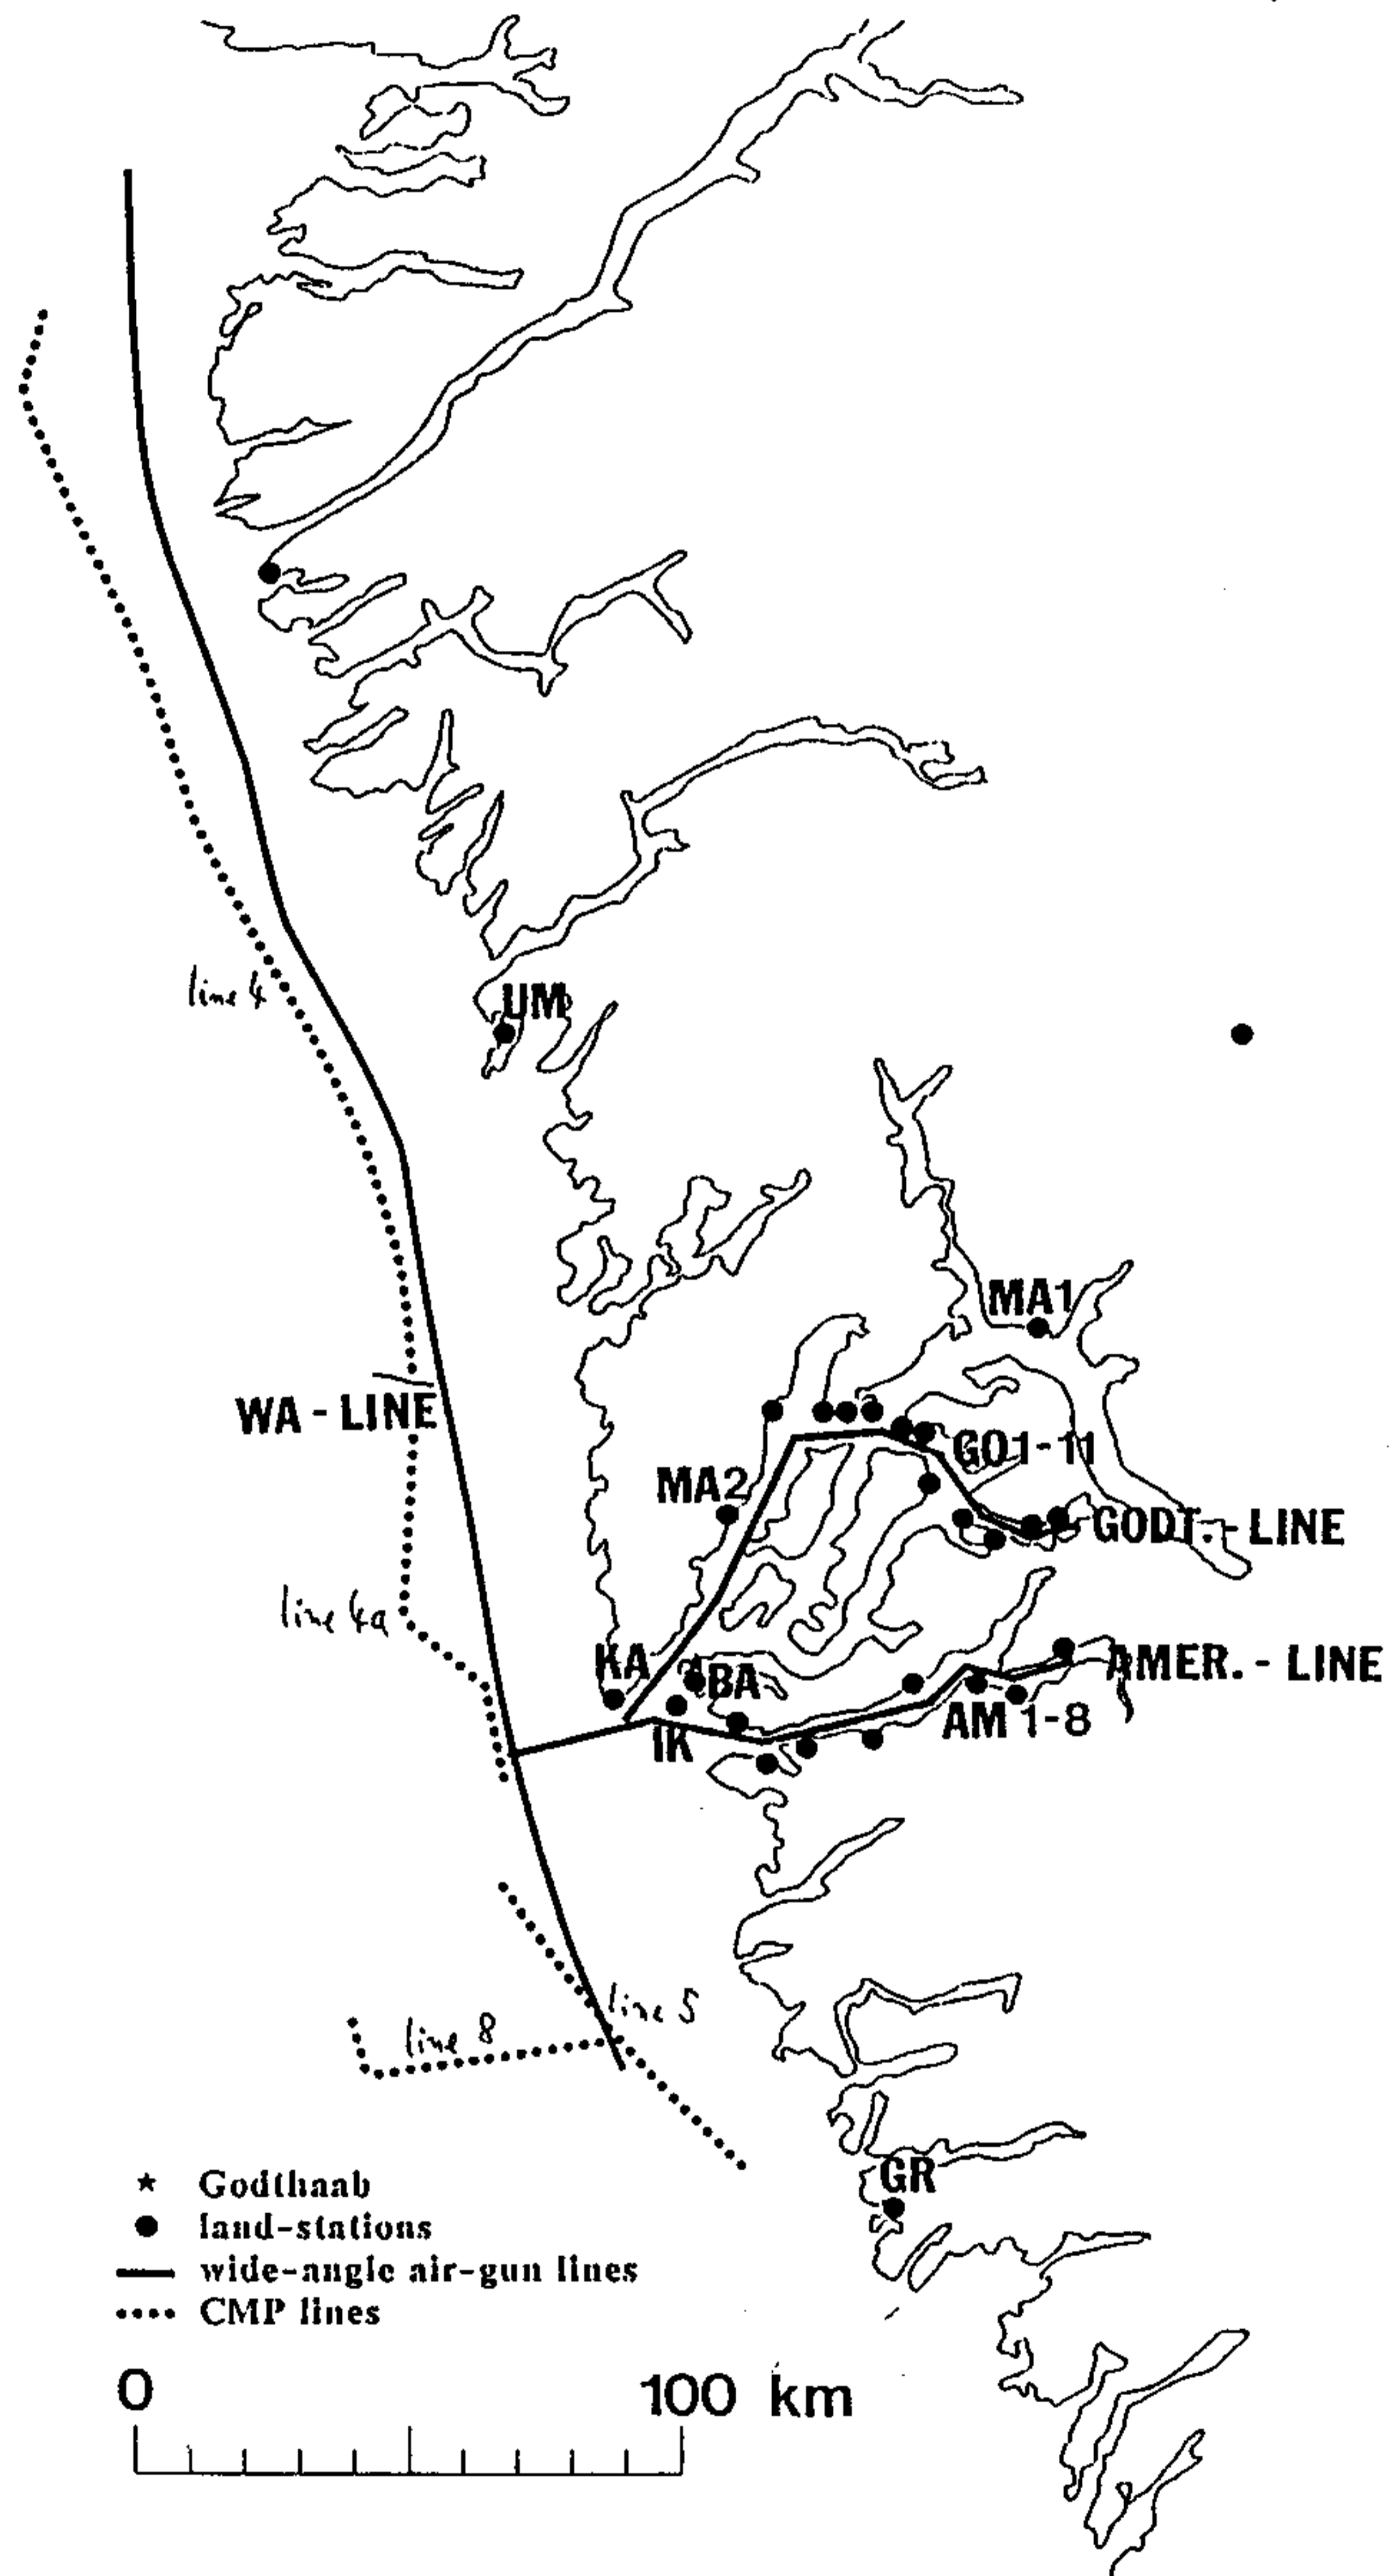 UM
line 4
MA1
WA - LINE
GO1-11
MA2
GODT. - LINE
line 4a
KA
BA
AMER. - LINE
IK
AM 1-8
line 5
line 8
GR
★ Godthaab
● land-stations
wide-angle air-gun lines
CMP lines
0 100 km